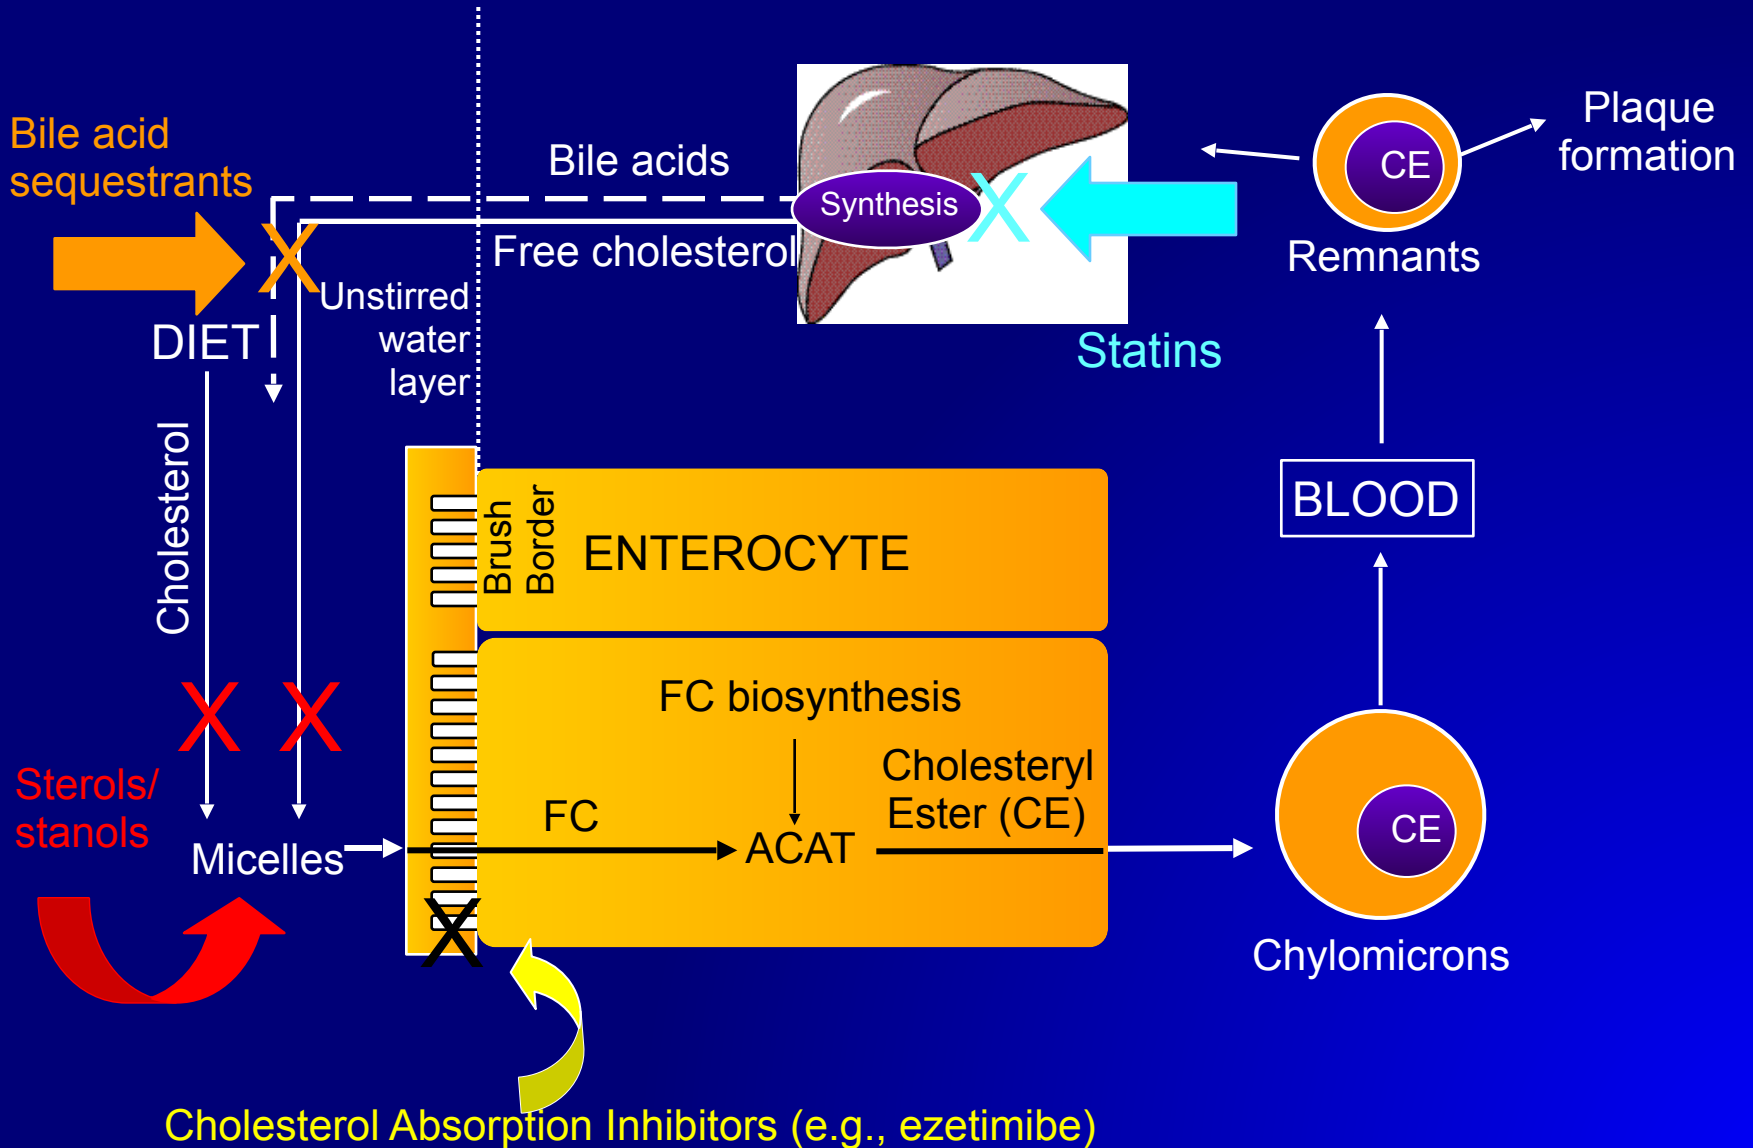 Bile acid
sequestrants
Bile acids
Synthesis
X
X
Free cholesterol
Unstirred
water
layer
DIET
Statins
CE
Plaque
formation
Remnants
Cholesterol
Brush
Border
ENTEROCYTE
BLOOD
X
X
FC biosynthesis
Sterols/
stanols
Micelles
FC
ACAT
Cholesteryl
Ester (CE)
CE
Chylomicrons
X
Cholesterol Absorption Inhibitors (e.g., ezetimibe)